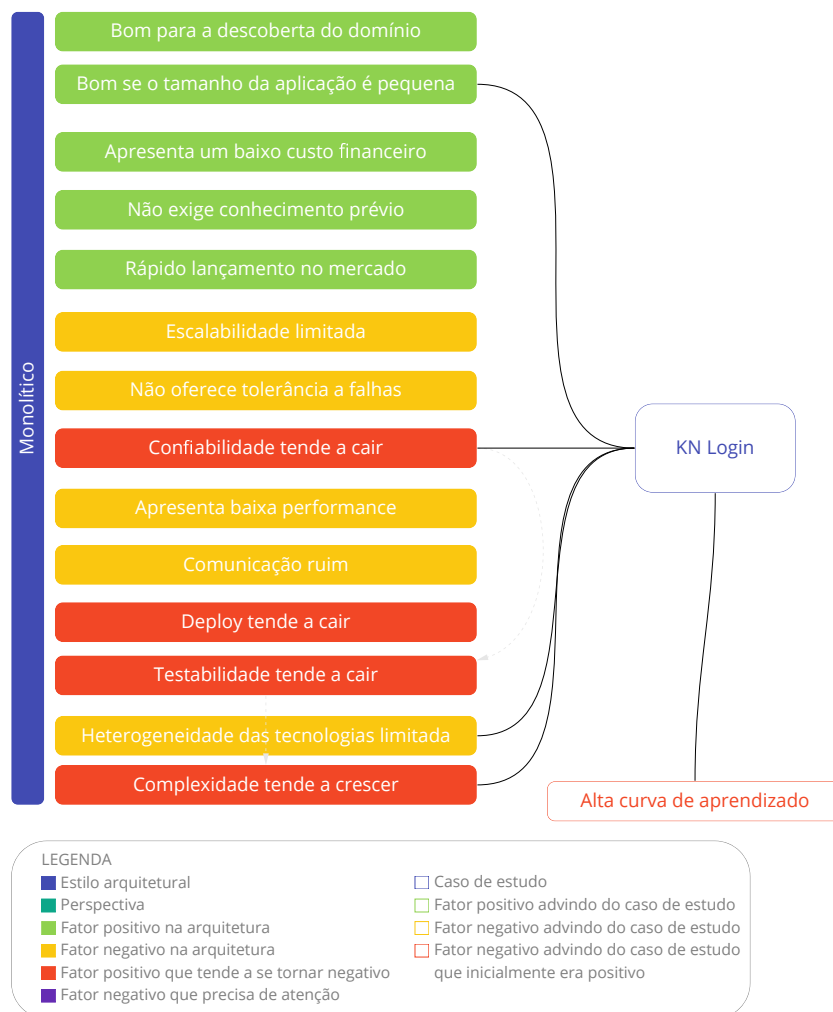 Monolítico
Bom para a descoberta do domínio
Bom se o tamanho da aplicação é pequena
Apresenta um baixo custo financeiro
Não exige conhecimento prévio
Rápido lançamento no mercado
Escalabilidade limitada
Não oferece tolerância a falhas
Confiabilidade tende a cair
Apresenta baixa performance
Comunicação ruim
Deploy tende a cair
Testabilidade tende a cair
Heterogeneidade das tecnologias limitada
Complexidade tende a crescer
KN Login
Alta curva de aprendizado
LEGENDA
Estilo arquitetural
Perspectiva
Fator positivo na arquitetura
Fator negativo na arquitetura
Fator positivo que tende a se tornar negativo
Fator negativo que precisa de atenção
Caso de estudo
Fator positivo advindo do caso de estudo
Fator negativo advindo do caso de estudo
Fator negativo advindo do caso de estudo
que inicialmente era positivo